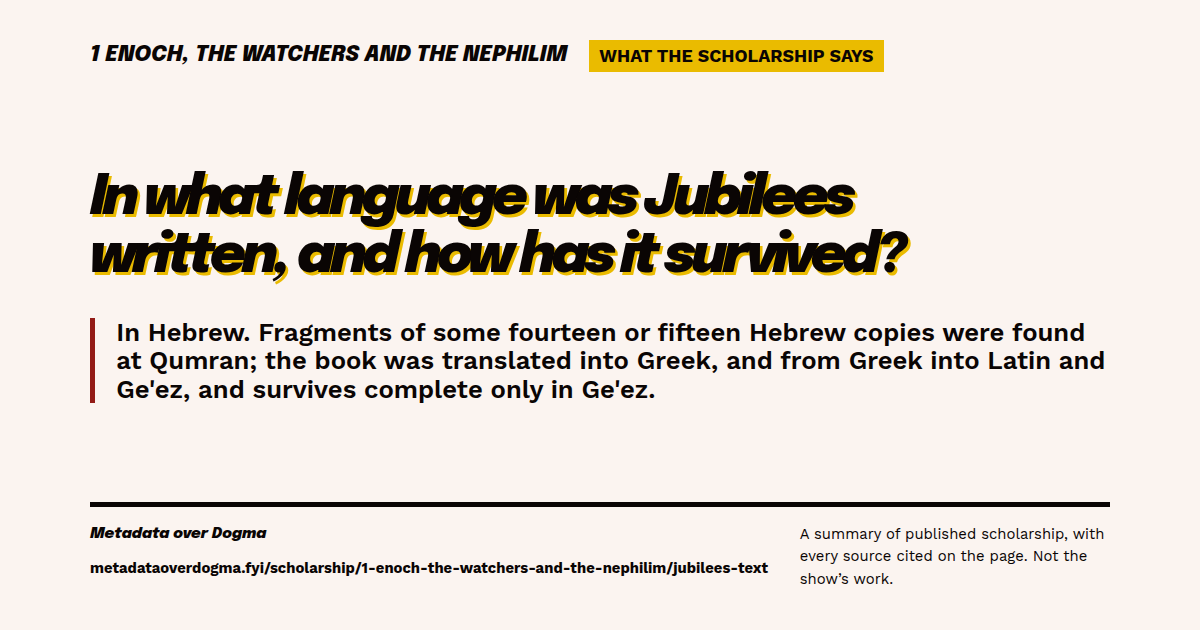 1 ENOCH, THE WATCHERS AND THE NEPHILIM
WHAT THE SCHOLARSHIP SAYS
In what language was Jubilees
written, and how has it survived?
In Hebrew. Fragments of some fourteen or fifteen Hebrew copies were found
at Qumran; the book was translated into Greek, and from Greek into Latin and
Ge'ez, and survives complete only in Ge'ez.
Metadata over Dogma
metadataoverdogma.fyi/scholarship/1-enoch-the-watchers-and-the-nephilim/jubilees-text
A summary of published scholarship, with
every source cited on the page. Not the
show’s work.